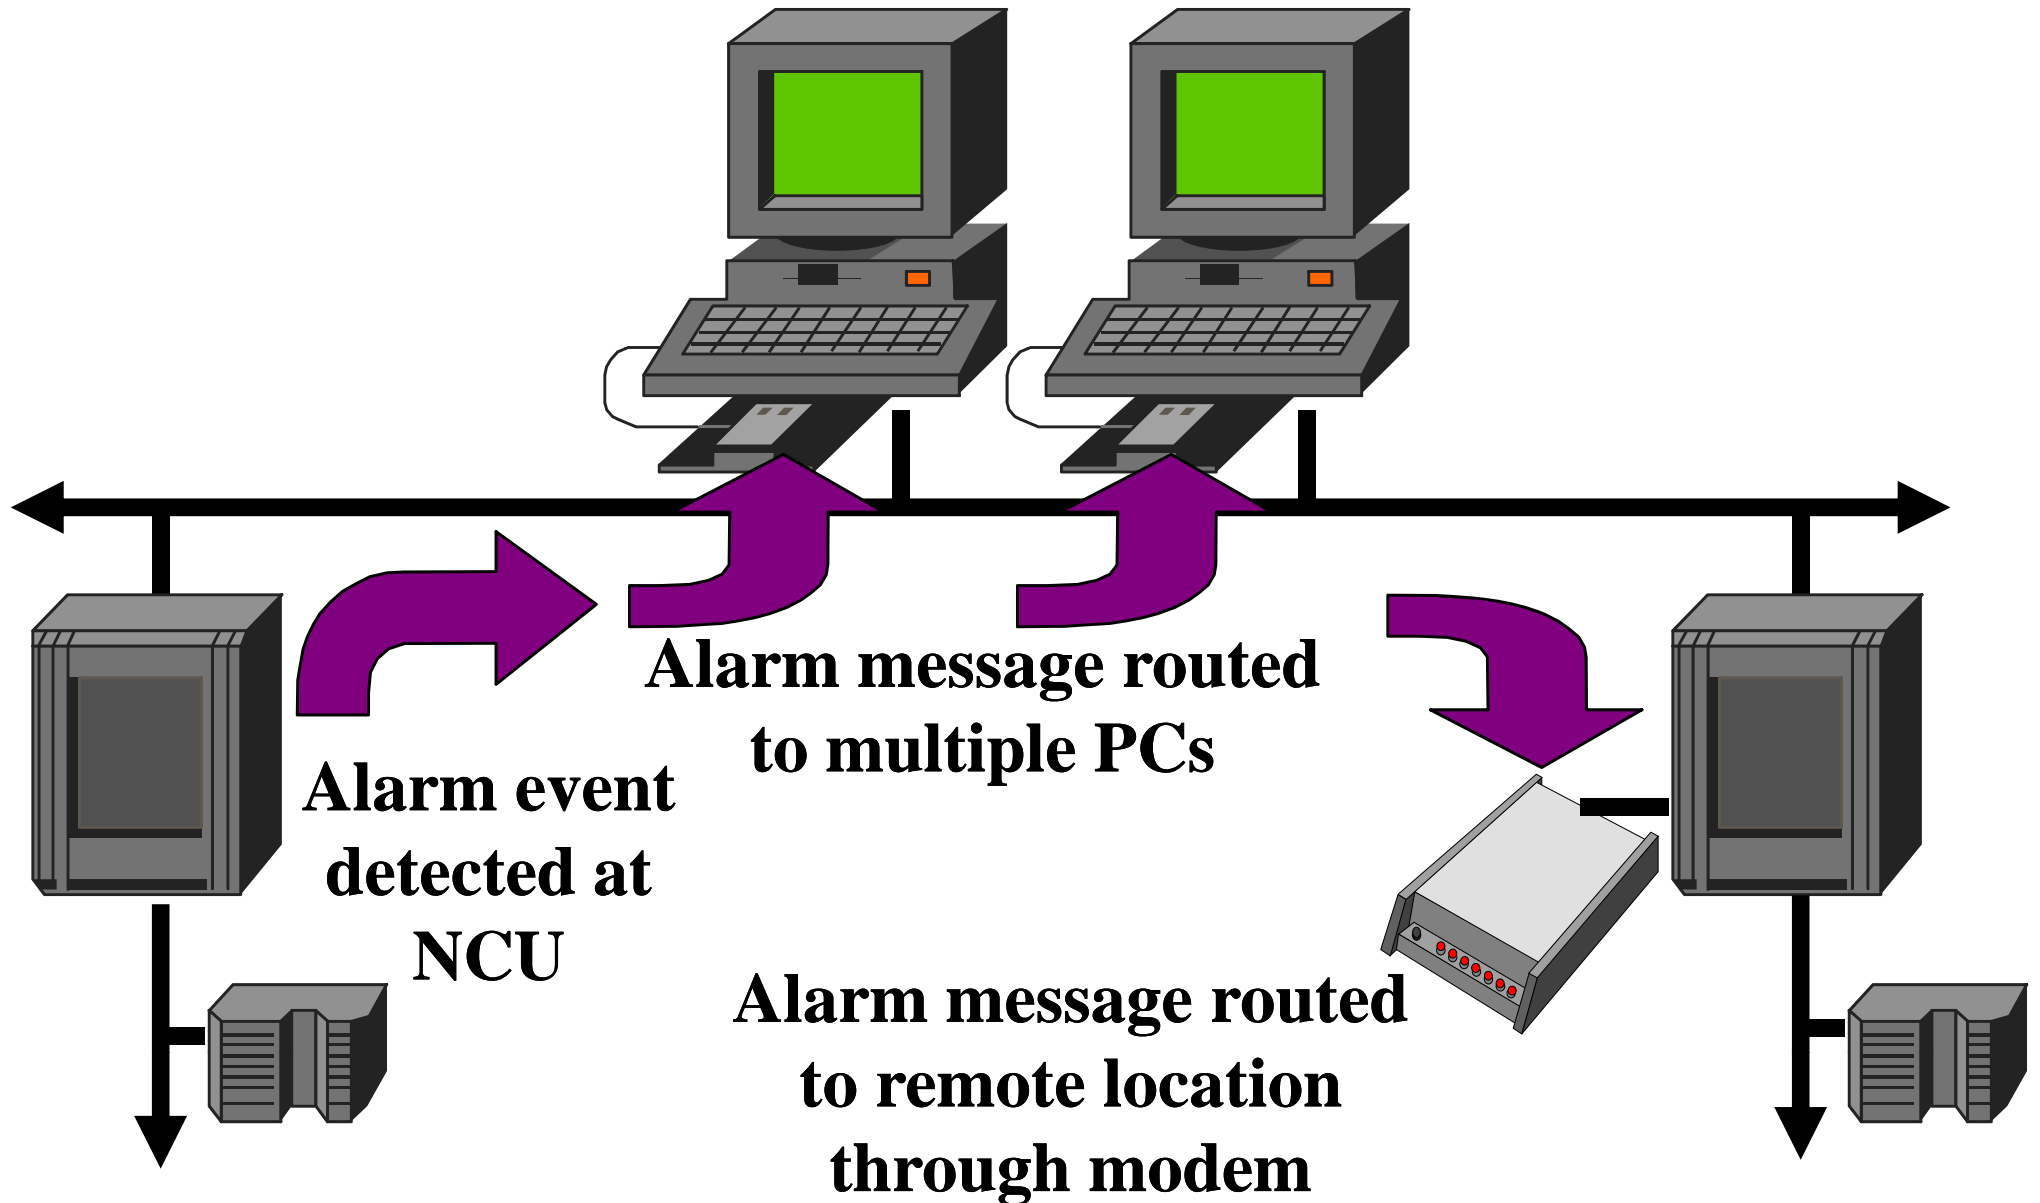 Alarm message routed
to multiple PCs
Alarm event
detected at
NCU
Alarm message routed
to remote location
through modem